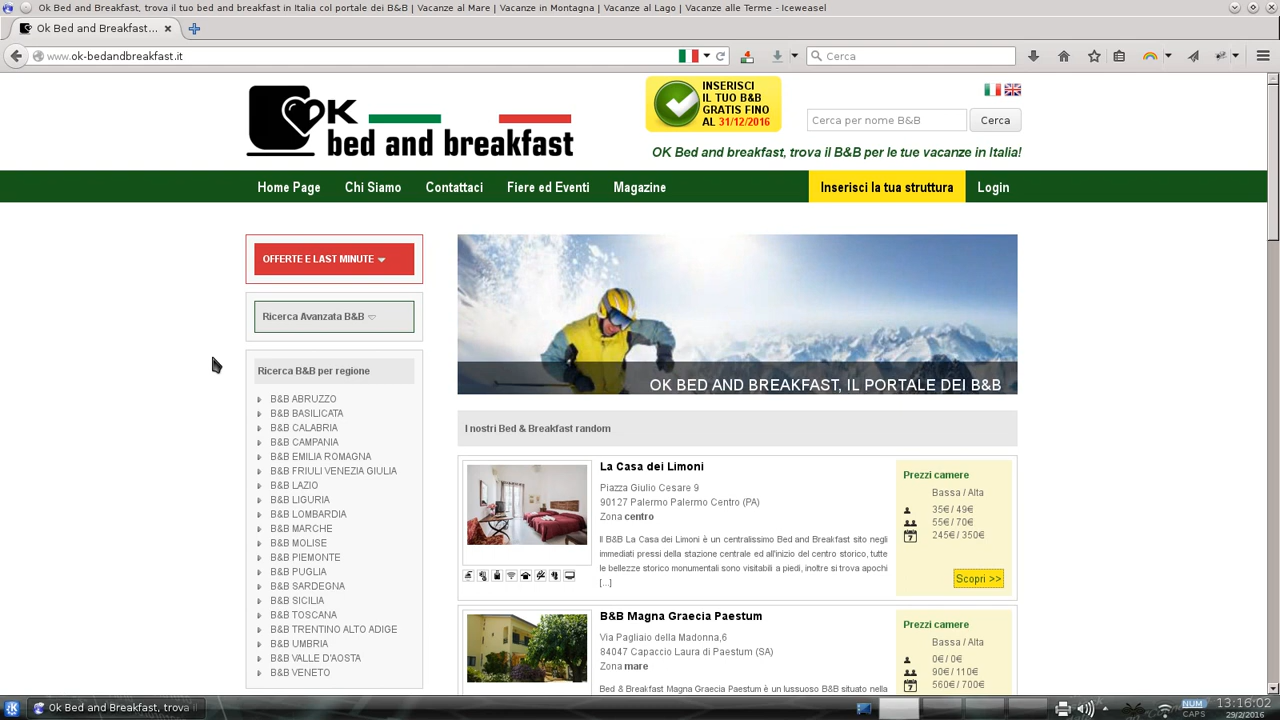 Ok Bed and Breakfast, trova il tuo bed and breakfast in Italia col portale dei B&B | Vacanze al Mare | Vacanze in Montagna | Vacanze al Lago | Vacanze alle Terme - Iceweasel
Ok Bed and Breakfast...
www.ok-bedandbreakfast.it
Cerca
OK
bed and breakfast
INSERISCI
IL TUO B&B
GRATIS FINO
AL 31/12/2016
Cerca per nome B&B
Cerca
OK Bed and breakfast, trova il B&B per le tue vacanze in Italia!
Home Page Chi Siamo Contattaci Fiere ed Eventi Magazine Inserisci la tua struttura Login
OFFERTE E LAST MINUTE
Ricerca Avanzata B&B
Ricerca B&B per regione
B&B ABRUZZO
B&B BASILICATA
B&B CALABRIA
B&B CAMPANIA
B&B EMILIA ROMAGNA
B&B FRIULI VENEZIA GIULIA
B&B LAZIO
B&B LIGURIA
B&B LOMBARDIA
B&B MARCHE
B&B MOLISE
B&B PIEMONTE
B&B PUGLIA
B&B SARDEGNA
B&B SICILIA
B&B TOSCANA
B&B TRENTINO ALTO ADIGE
B&B UMBRIA
B&B VALLE D'AOSTA
B&B VENETO
OK BED AND BREAKFAST, IL PORTALE DEI B&B
I nostri Bed & Breakfast random
La Casa dei Limoni
Piazza Giulio Cesare 9
90127 Palermo Palermo Centro (PA)
Zona centro
Il B&B La Casa dei Limoni è un centralissimo Bed and Breakfast sito negli
immediati pressi della stazione centrale ed all'inizio del centro storico, tutte
le bellezze storico monumentali sono visitabili a piedi, inoltre si trova apochi
[...]
Prezzi camere
Bassa / Alta
35€ / 49€
55€ / 70€
7 245€ / 350€
Scopri >>
B&B Magna Graecia Paestum
Via Pagliaio della Madonna,6
84047 Capaccio Laura di Paestum (SA)
Zona mare
Bed & Breakfast Magna Graecia Paestum è un lussuoso B&B situato nella
Prezzi camere
Bassa / Alta
0€ / 0€
90€ / 110€
7 560€ / 700€
Ok Bed and Breakfast, trova i
NUM
CAPS
13:16:02
29/2/2016